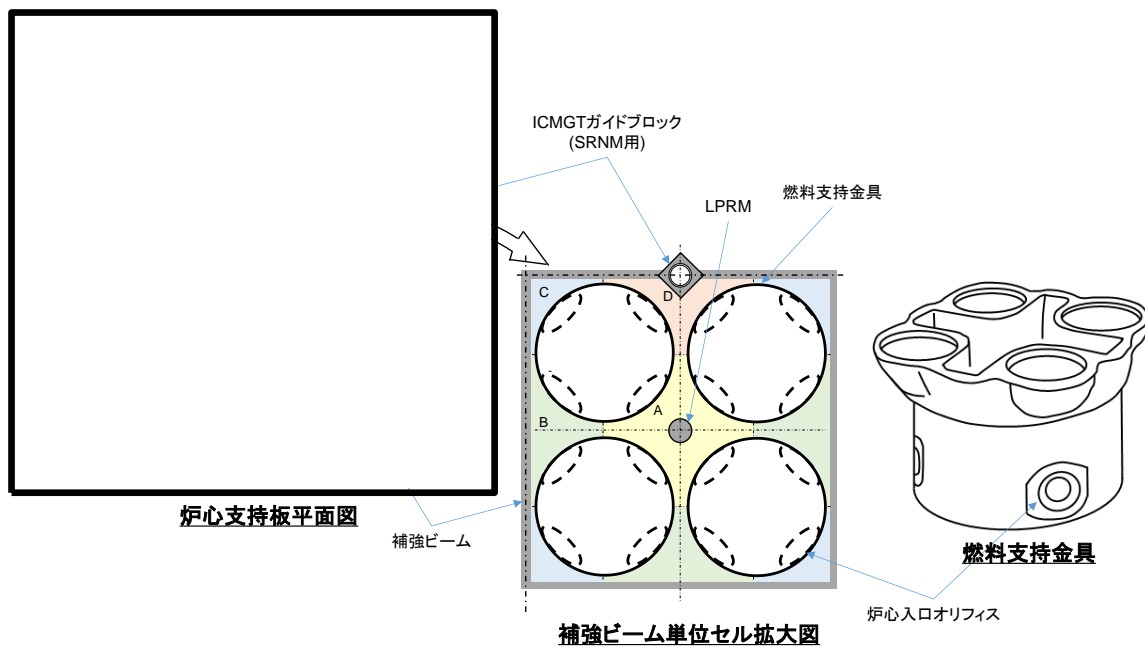 ICMGTガイドブロック
(SRNM用)
燃料支持金具
LPRM
C
D
A
B
炉心支持板平面図
補強ビーム
燃料支持金具
炉心入口オリフィス
補強ビーム単位セル拡大図